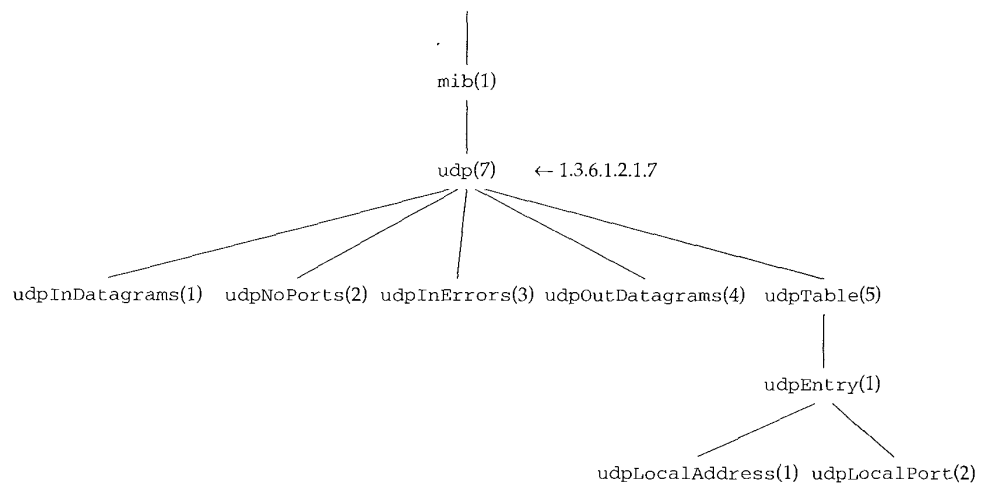 mib(1)
udp(7) ← 1.3.6.1.2.1.7
udpInDatagrams(1) udpNoPorts(2) udpInErrors(3) udpOutDatagrams(4) udpTable(5)
udpEntry(1)
udpLocalAddress(1) udpLocalPort(2)